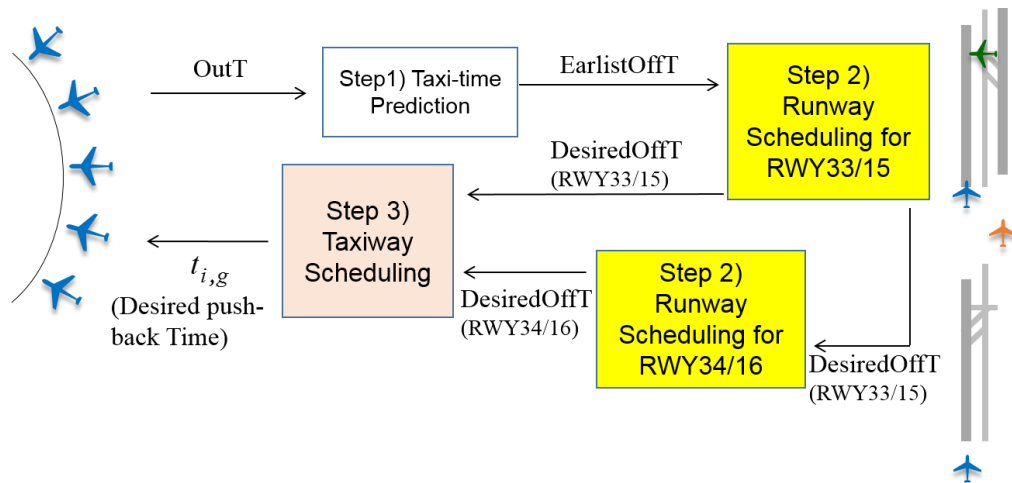 OutT
Step1) Taxi-time
Prediction
EarlistOffT
Step 2)
Runway
Scheduling for
RWY33/15
DesiredOffT
(RWY33/15)
Step 3)
Taxiway
Scheduling
t_{i,g}
(Desired push-
back Time)
DesiredOffT
(RWY34/16)
Step 2)
Runway
Scheduling for
RWY34/16
DesiredOffT
(RWY33/15)